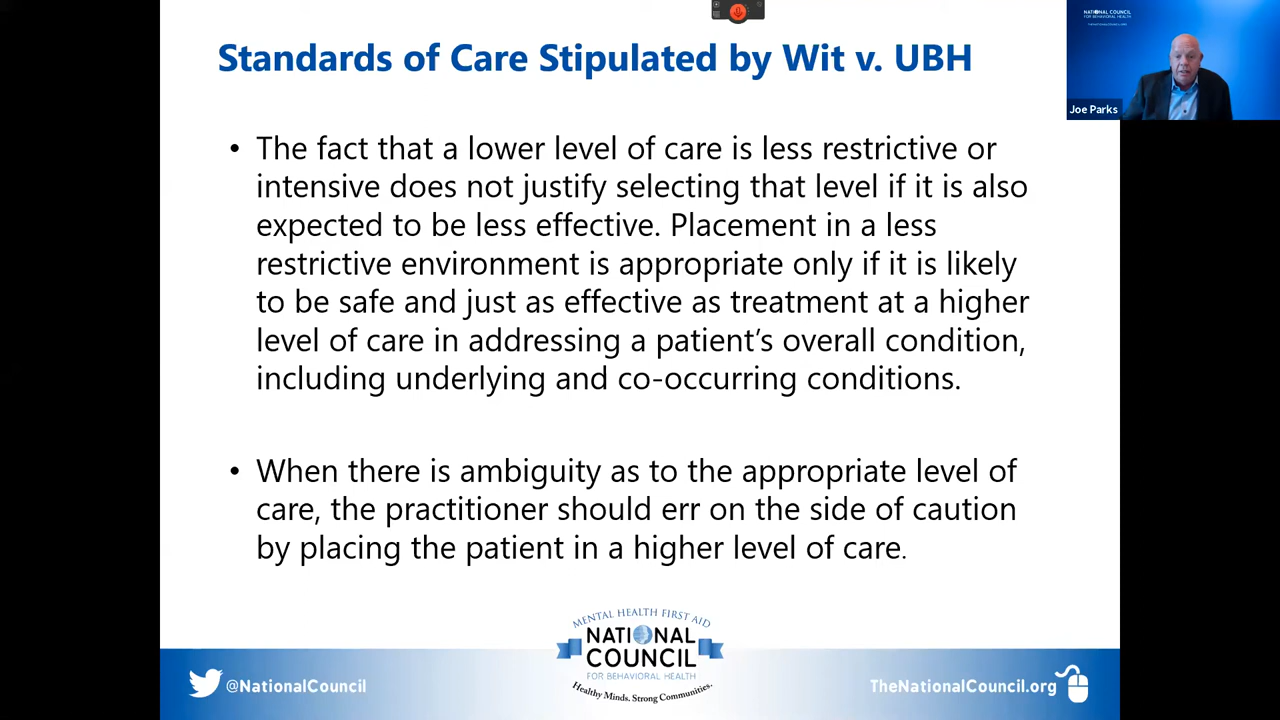 Standards of Care Stipulated by Wit v. UBH
• The fact that a lower level of care is less restrictive or
intensive does not justify selecting that level if it is also
expected to be less effective. Placement in a less
restrictive environment is appropriate only if it is likely
to be safe and just as effective as treatment at a higher
level of care in addressing a patient’s overall condition,
including underlying and co-occurring conditions.
• When there is ambiguity as to the appropriate level of
care, the practitioner should err on the side of caution
by placing the patient in a higher level of care.
MENTAL HEALTH FIRST AID
NATIONAL
COUNCIL
FOR BEHAVIORAL HEALTH
Healthy Minds. Strong Communities.
@NationalCouncil
TheNationalCouncil.org
NATIONAL COUNCIL
FOR BEHAVIORAL HEALTH
Joe Parks